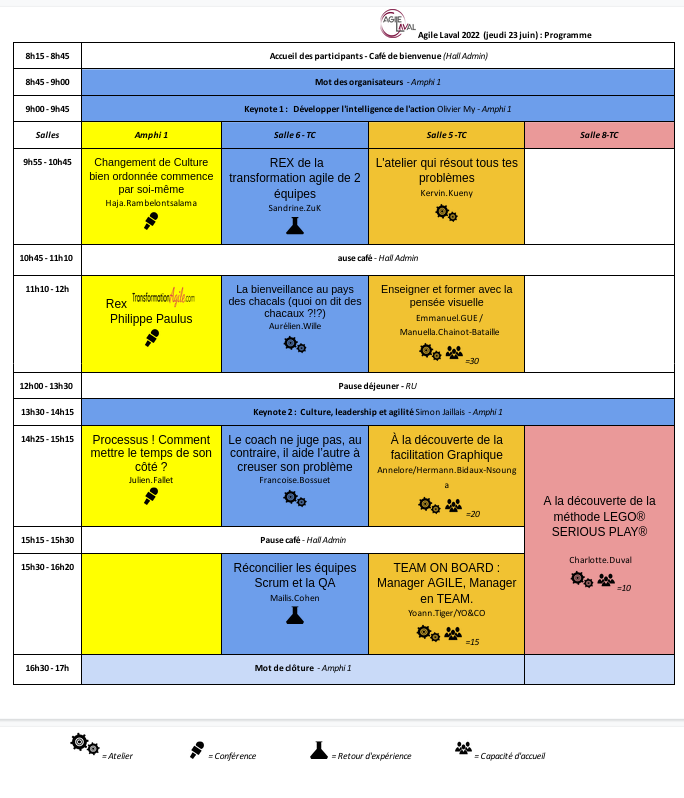 AGILE
LAVAL
Agile Laval 2022 (jeudi 23 juin) : Programme
8h15 - 8h45
Accueil des participants - Café de bienvenue (Hall Admin)
8h45 - 9h00
Mot des organisateurs - Amphi 1
9h00 - 9h45
Keynote 1 : Développer l'intelligence de l'action Olivier My - Amphi 1
Salles
Amphi 1
Salle 6 - TC
Salle 5 -TC
Salle 8-TC
9h55 - 10h45
Changement de Culture
bien ordonnée commence
par soi-même
Haja.Rambelontsalama
REX de la
transformation agile de 2
équipes
Sandrine.ZuK
L'atelier qui résout tous tes
problèmes
Kervin.Kueny
10h45 - 11h10
ause café - Hall Admin
11h10 - 12h
Rex TransformationAgile.com
Philippe Paulus
La bienveillance au pays
des chacals (quoi on dit des
chacaux ?!?)
Aurélien.Wille
Enseigner et former avec la
pensée visuelle
Emmanuel.GUE /
Manuella.Chainot-Bataille
=30
12h00 - 13h30
Pause déjeuner - RU
13h30 - 14h15
Keynote 2 : Culture, leadership et agilité Simon Jaillais - Amphi 1
14h25 - 15h15
Processus ! Comment
mettre le temps de son
côté ?
Julien.Fallet
Le coach ne juge pas, au
contraire, il aide l'autre à
creuser son problème
Francoise.Bossuet
À la découverte de la
facilitation Graphique
Annelore/Hermann.Bidaux-Nsoung
a
=20
A la découverte de la
méthode LEGO®
SERIOUS PLAY®
Charlotte.Duval
=10
15h15 - 15h30
Pause café - Hall Admin
15h30 - 16h20
Réconcilier les équipes
Scrum et la QA
Mailis.Cohen
TEAM ON BOARD :
Manager AGILE, Manager
en TEAM.
Yoann.Tiger/YO&CO
=15
16h30 - 17h
Mot de clôture - Amphi 1
= Atelier
= Conférence
= Retour d'expérience
= Capacité d'accueil